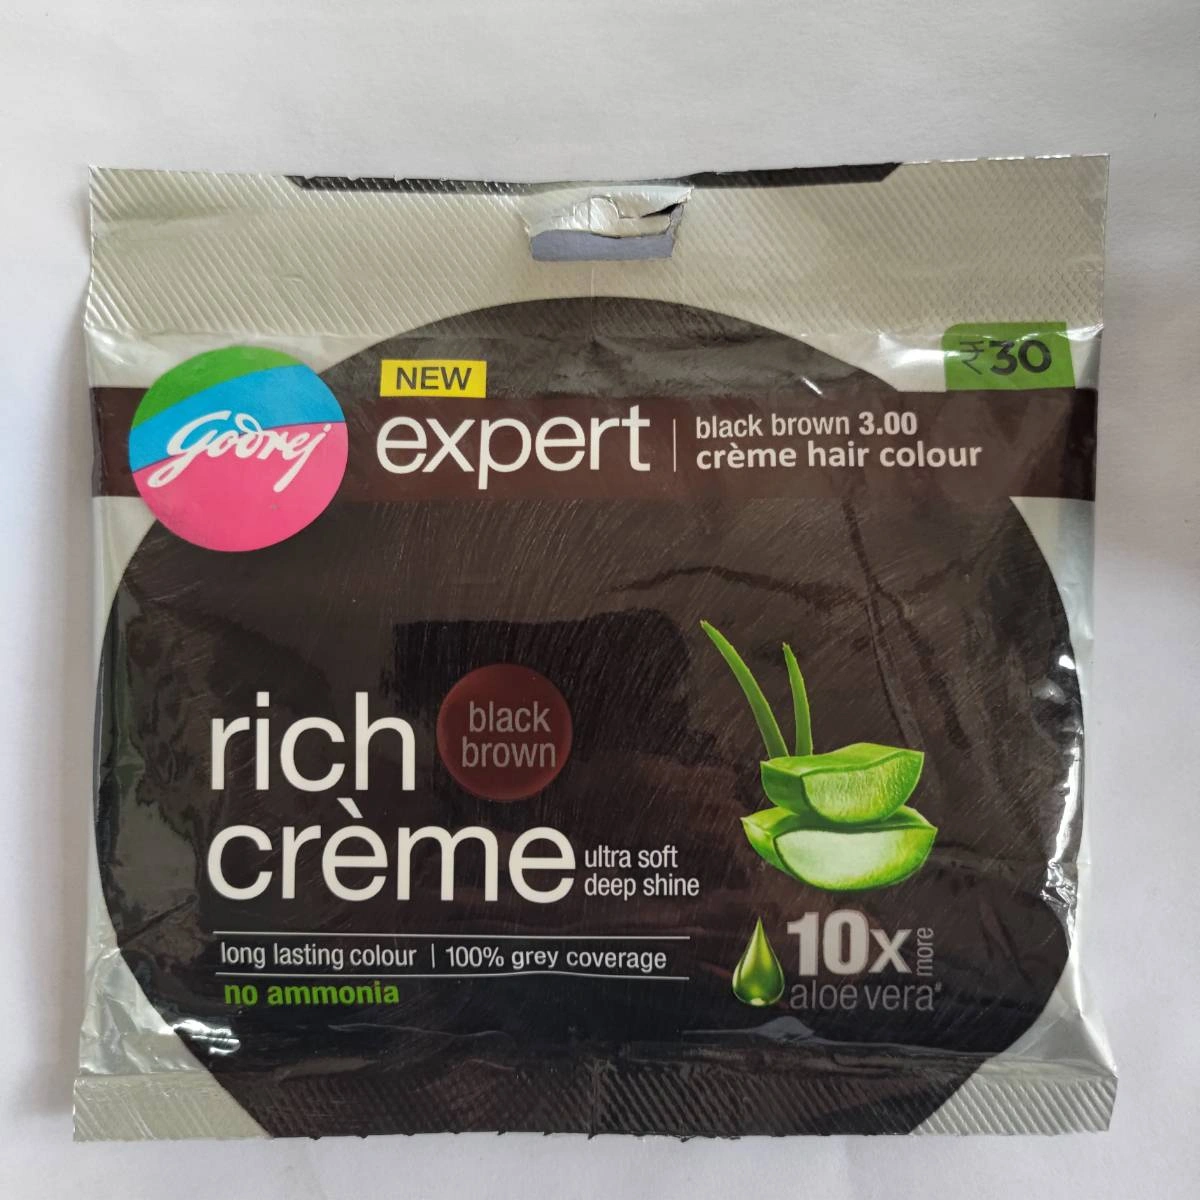 ₹30
NEW
Godrej
expert
black brown 3.00
crème hair colour
rich
crème
black
brown
ultra soft
deep shine
long lasting colour | 100% grey coverage
no ammonia
10x more
aloe vera#